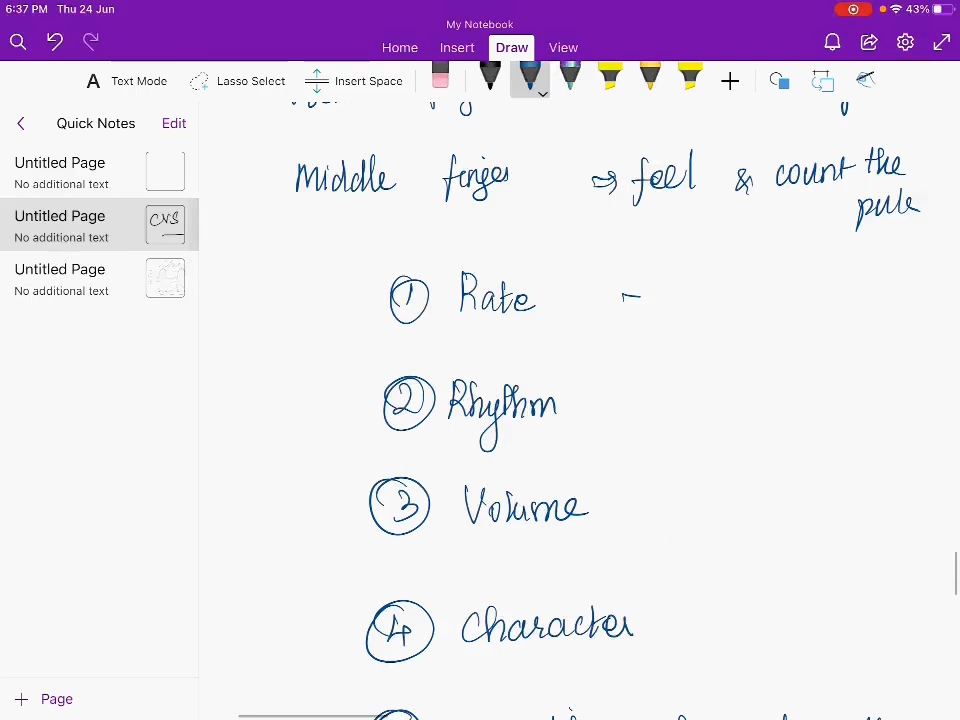 6:37 PM Thu 24 Jun
43%
My Notebook
Home Insert Draw View
Text Mode Lasso Select Insert Space
Quick Notes Edit
Untitled Page
No additional text
Untitled Page
No additional text
CNS
Untitled Page
No additional text
Page
Middle finger → feel & count the
pulse
① Rate -
② Rhythm
③ Volume
④ Character